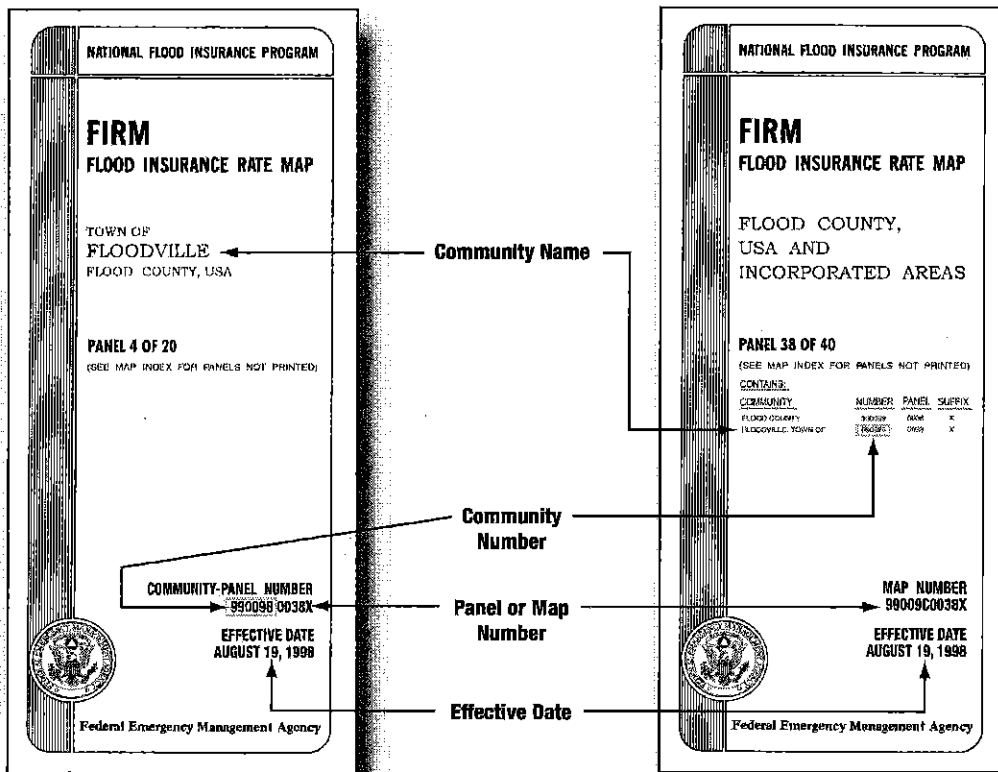 NATIONAL FLOOD INSURANCE PROGRAM
FIRM
FLOOD INSURANCE RATE MAP
TOWN OF
FLOODVILLE
FLOOD COUNTY, USA
PANEL 4 OF 20
(SEE MAP INDEX FOR PANELS NOT PRINTED)
COMMUNITY-PANEL NUMBER
990098 0038X
EFFECTIVE DATE
AUGUST 19, 1998
Federal Emergency Management Agency
Community Name
Community
Number
Panel or Map
Number
Effective Date
NATIONAL FLOOD INSURANCE PROGRAM
FIRM
FLOOD INSURANCE RATE MAP
FLOOD COUNTY,
USA AND
INCORPORATED AREAS
PANEL 38 OF 40
(SEE MAP INDEX FOR PANELS NOT PRINTED)
CONTAINS:
COMMUNITY NUMBER PANEL SUFFIX
FLOOD COUNTY X
FLOODVILLE, TOWN OF X
MAP NUMBER
99009C0038X
EFFECTIVE DATE
AUGUST 19, 1998
Federal Emergency Management Agency